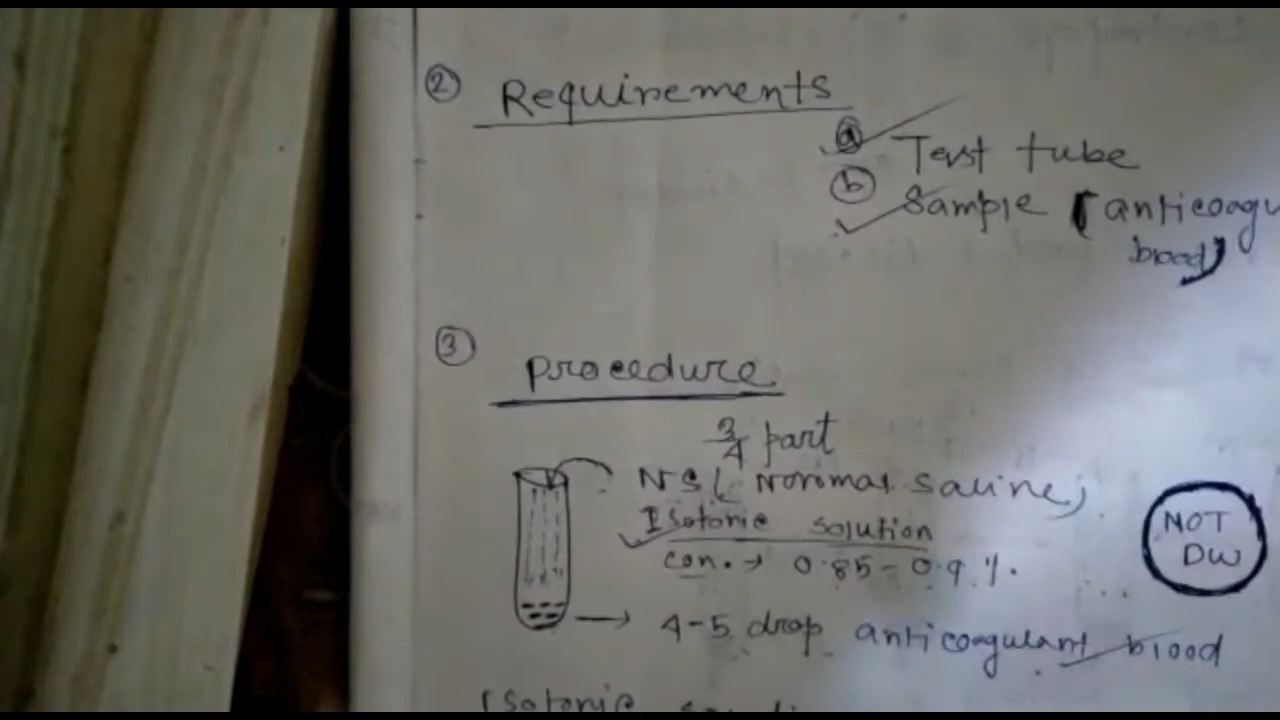 ② Requirements
ⓐ Test tube
ⓑ Sample (anticoagu
blood)
③ Procedure
3/4 part
NS (Normal saline)
Isotonic solution
con. → 0.85 - 0.9 %.
NOT
DW
→ 4-5 drop anticoagulant blood
Isotonic